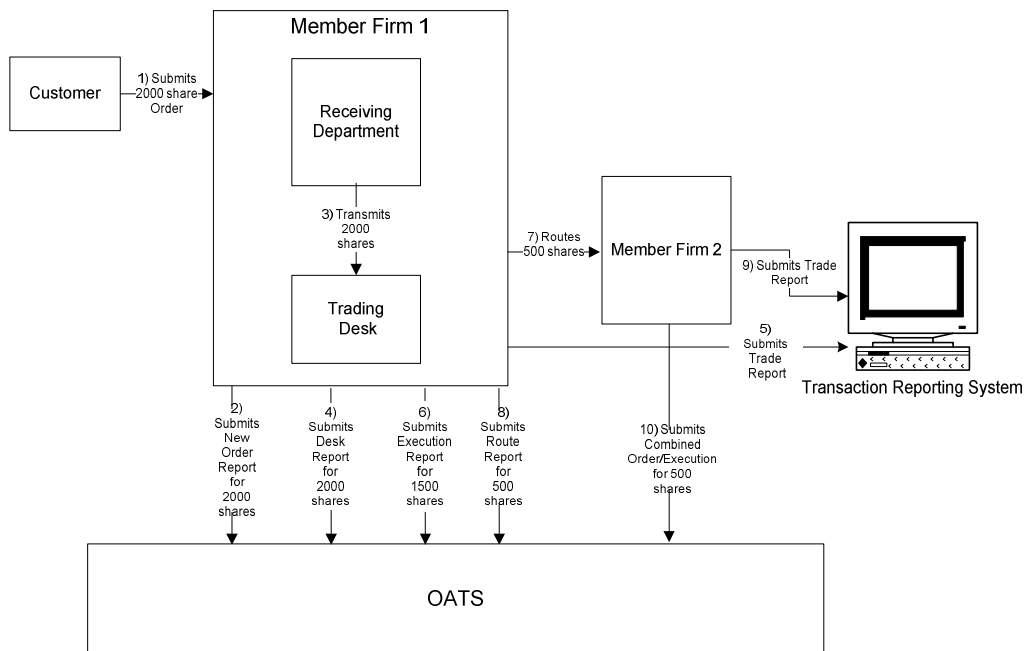 Member Firm 1
Customer
1) Submits
2000 share
Order
Receiving
Department
3) Transmits
2000
shares
Trading
Desk
7) Routes
500 shares
Member Firm 2
9) Submits Trade
Report
5)
Submits
Trade
Report
Transaction Reporting System
2)
Submits
New
Order
Report
for
2000
shares
4)
Submits
Desk
Report
for
2000
shares
6)
Submits
Execution
Report
for
1500
shares
8)
Submits
Route
Report
for
500
shares
10) Submits
Combined
Order/Execution
for 500
shares
OATS